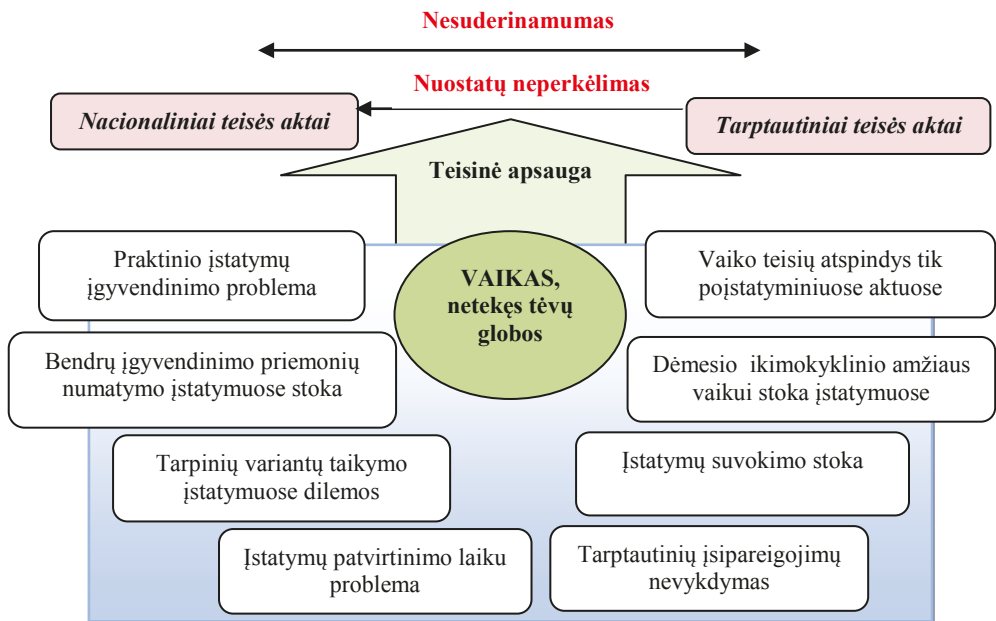 Nesuderinamumas
Nuostatų neperkėlimas
Nacionaliniai teisės aktai
Tarptautiniai teisės aktai
Teisinė apsauga
VAIKAS,
netekęs tėvų
globos
Praktinio įstatymų
įgyvendinimo problema
Vaiko teisių atspindys tik
poįstatyminiuose aktuose
Bendrų įgyvendinimo priemonių
numatymo įstatymuose stoka
Dėmesio ikimokyklinio amžiaus
vaikui stoka įstatymuose
Tarpinių variantų taikymo
įstatymuose dilemos
Įstatymų suvokimo stoka
Įstatymų patvirtinimo laiku
problema
Tarptautinių įsipareigojimų
nevykdymas